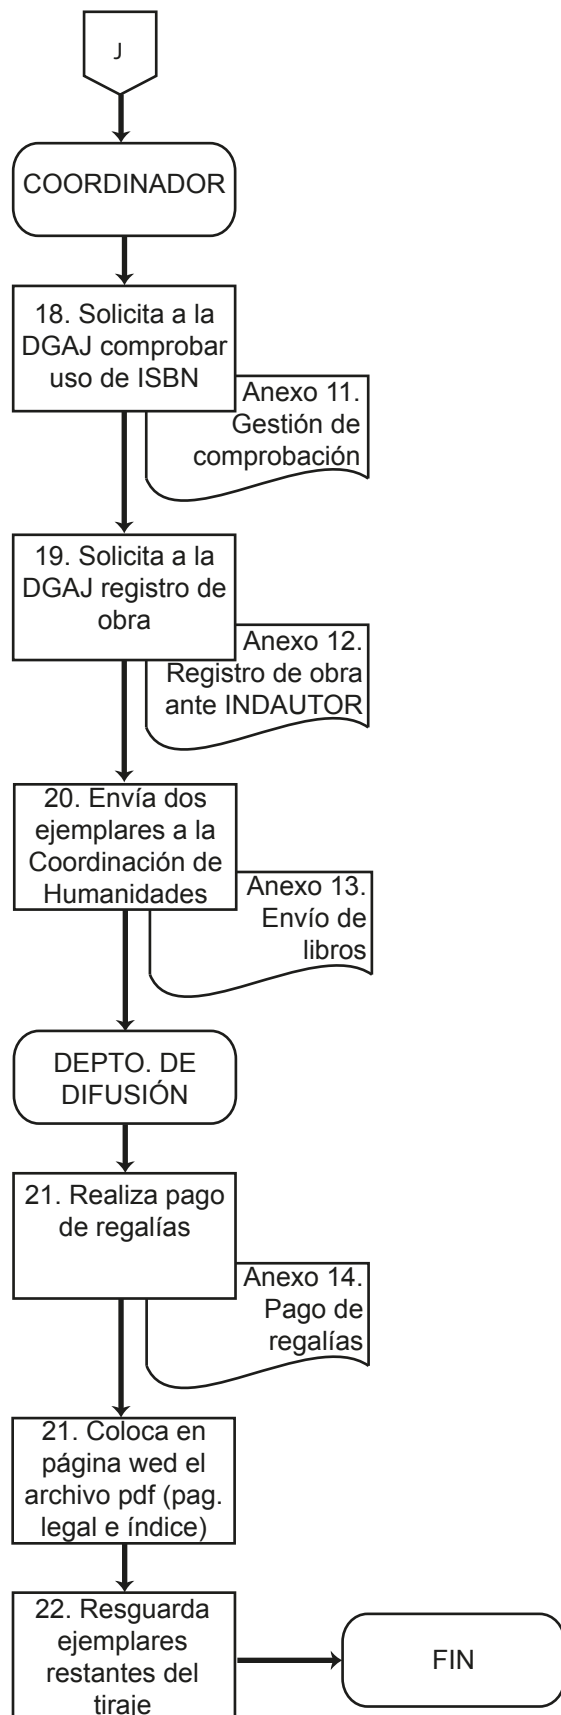 J
COORDINADOR
18. Solicita a la
DGAJ comprobar
uso de ISBN
Anexo 11.
Gestión de
comprobación
19. Solicita a la
DGAJ registro de
obra
Anexo 12.
Registro de obra
ante INDAUTOR
20. Envía dos
ejemplares a la
Coordinación de
Humanidades
Anexo 13.
Envío de
libros
DEPTO. DE
DIFUSIÓN
21. Realiza pago
de regalías
Anexo 14.
Pago de
regalías
21. Coloca en
página wed el
archivo pdf (pag.
legal e índice)
22. Resguarda
ejemplares
restantes del
tiraje
FIN